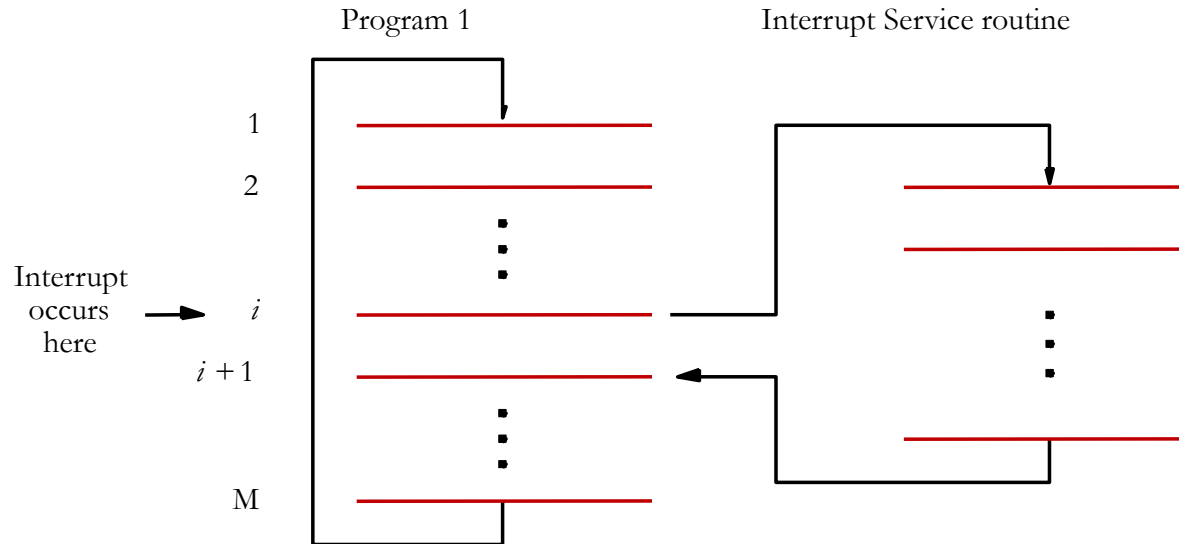 Program 1
Interrupt Service routine
1
2
Interrupt
occurs
here
i
i + 1
M